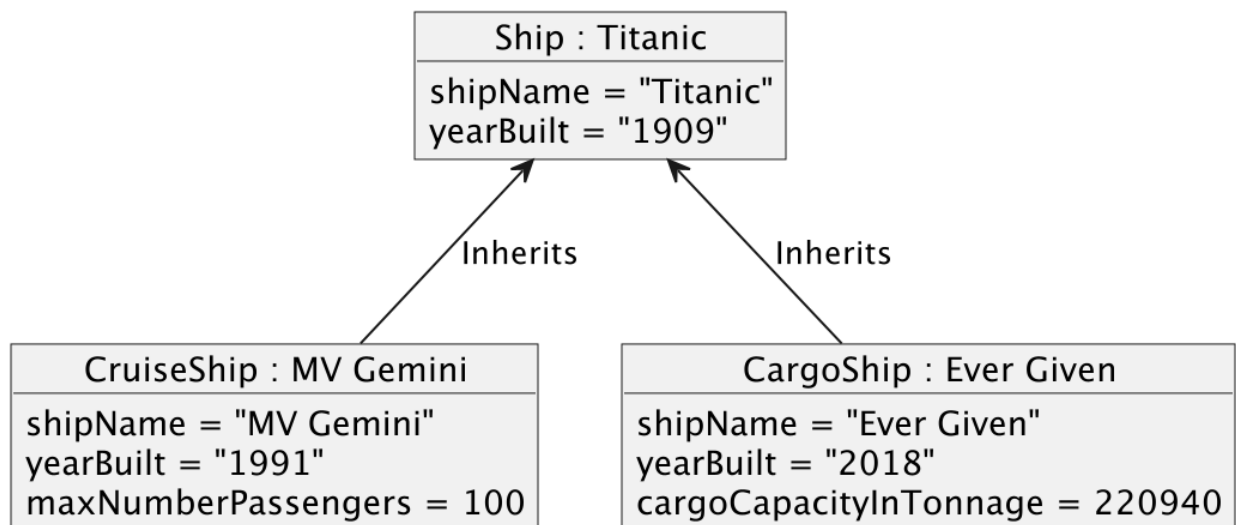 Ship : Titanic
shipName = "Titanic"
yearBuilt = "1909"
Inherits
Inherits
CruiseShip : MV Gemini
shipName = "MV Gemini"
yearBuilt = "1991"
maxNumberPassengers = 100
CargoShip : Ever Given
shipName = "Ever Given"
yearBuilt = "2018"
cargoCapacityInTonnage = 220940